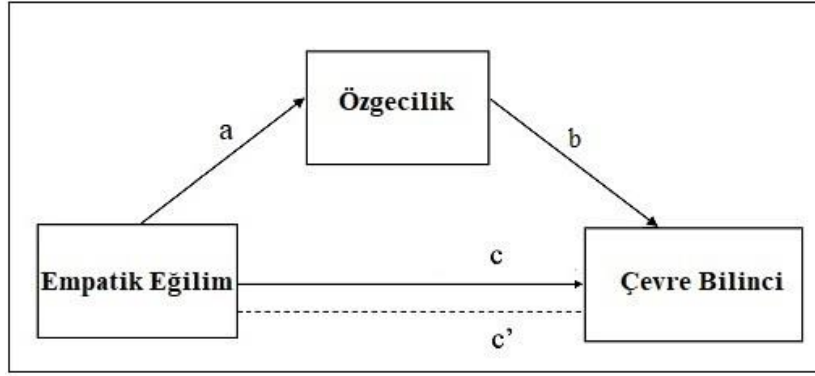 Özgecilik
a
b
Empatik Eğilim
c
Çevre Bilinci
c’